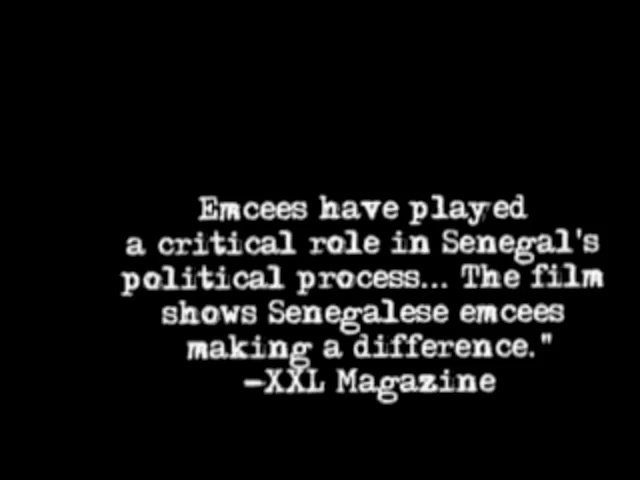 Emcees have played
a critical role in Senegal's
political process... The film
shows Senegalese emcees
making a difference."
-XXL Magazine